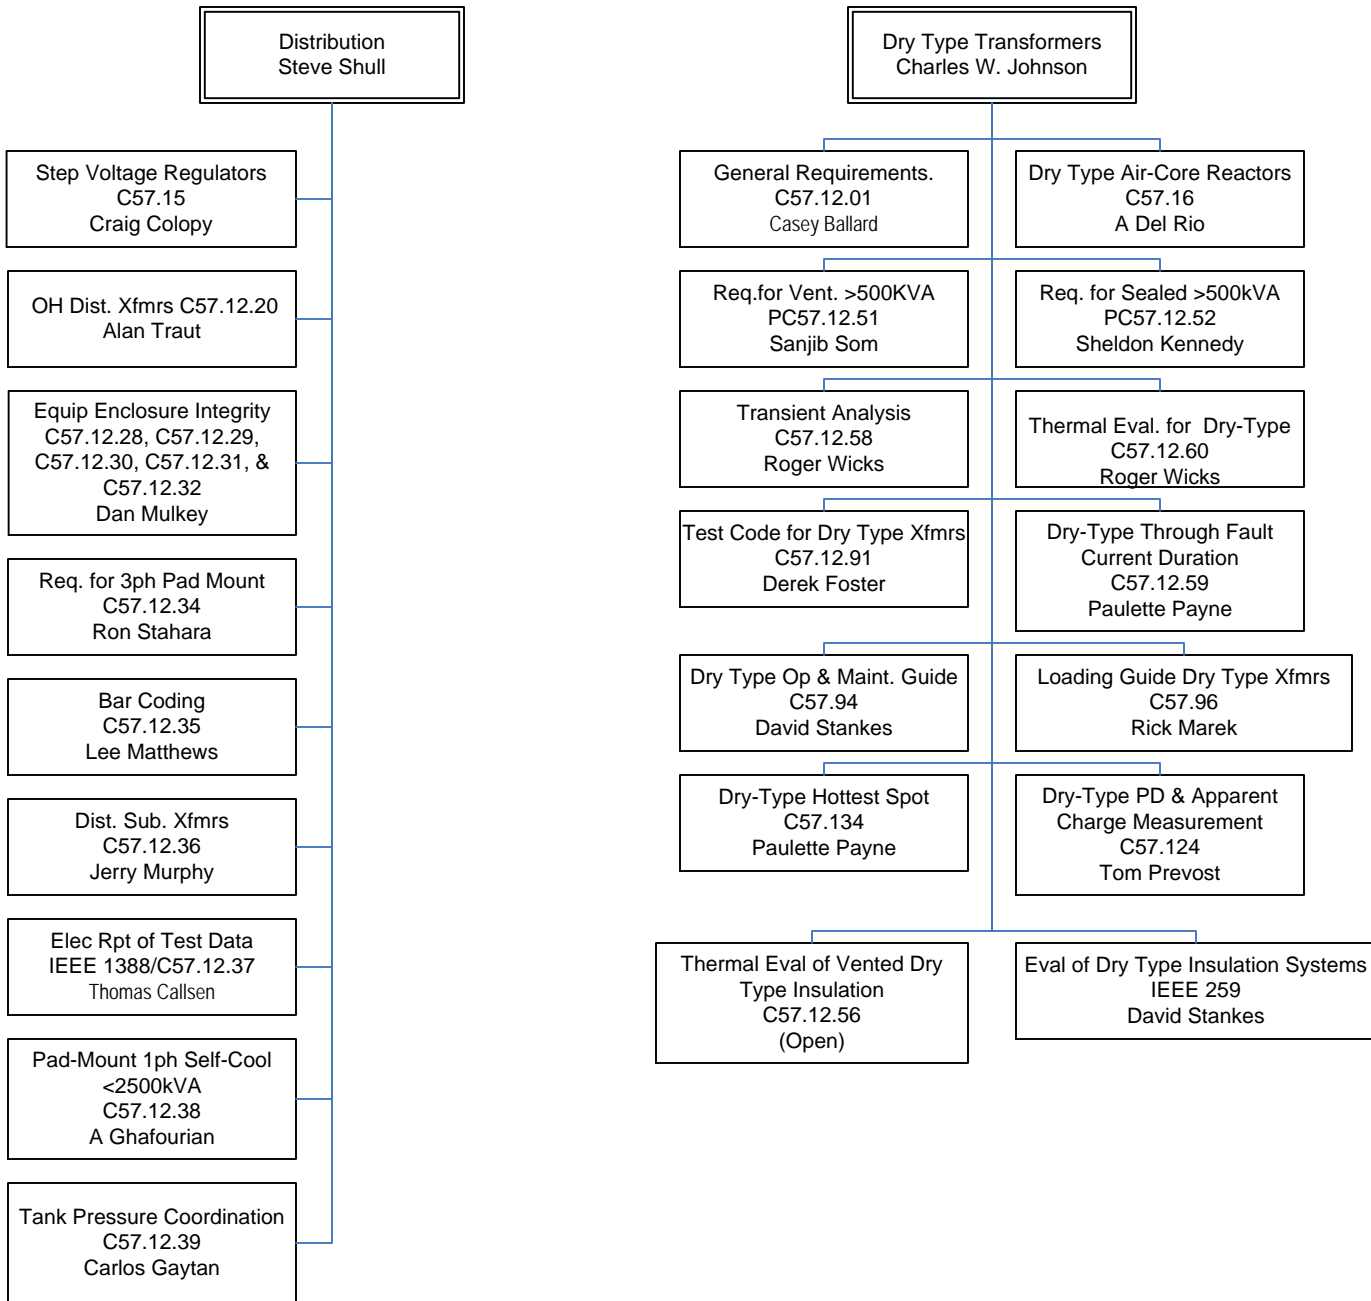 Distribution
Steve Shull
Step Voltage Regulators
C57.15
Craig Colopy
OH Dist. Xfmrs C57.12.20
Alan Traut
Equip Enclosure Integrity
C57.12.28, C57.12.29,
C57.12.30, C57.12.31, &
C57.12.32
Dan Mulkey
Req. for 3ph Pad Mount
C57.12.34
Ron Stahara
Bar Coding
C57.12.35
Lee Matthews
Dist. Sub. Xfmrs
C57.12.36
Jerry Murphy
Elec Rpt of Test Data
IEEE 1388/C57.12.37
Thomas Callsen
Pad-Mount 1ph Self-Cool
<2500kVA
C57.12.38
A Ghafourian
Tank Pressure Coordination
C57.12.39
Carlos Gaytan
Dry Type Transformers
Charles W. Johnson
General Requirements.
C57.12.01
Casey Ballard
Dry Type Air-Core Reactors
C57.16
A Del Rio
Req.for Vent. >500KVA
PC57.12.51
Sanjib Som
Req. for Sealed >500kVA
PC57.12.52
Sheldon Kennedy
Transient Analysis
C57.12.58
Roger Wicks
Thermal Eval. for Dry-Type
C57.12.60
Roger Wicks
Test Code for Dry Type Xfmrs
C57.12.91
Derek Foster
Dry-Type Through Fault
Current Duration
C57.12.59
Paulette Payne
Dry Type Op & Maint. Guide
C57.94
David Stankes
Loading Guide Dry Type Xfmrs
C57.96
Rick Marek
Dry-Type Hottest Spot
C57.134
Paulette Payne
Dry-Type PD & Apparent
Charge Measurement
C57.124
Tom Prevost
Thermal Eval of Vented Dry
Type Insulation
C57.12.56
(Open)
Eval of Dry Type Insulation Systems
IEEE 259
David Stankes